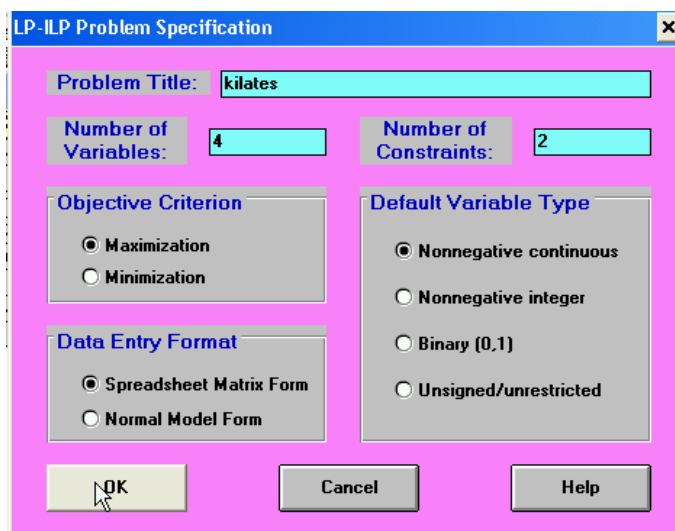 LP-ILP Problem Specification
Problem Title: kilates
Number of Variables: 4
Number of Constraints: 2
Objective Criterion
Maximization
Minimization
Default Variable Type
Nonnegative continuous
Nonnegative integer
Binary (0,1)
Unsigned/unrestricted
Data Entry Format
Spreadsheet Matrix Form
Normal Model Form
OK
Cancel
Help